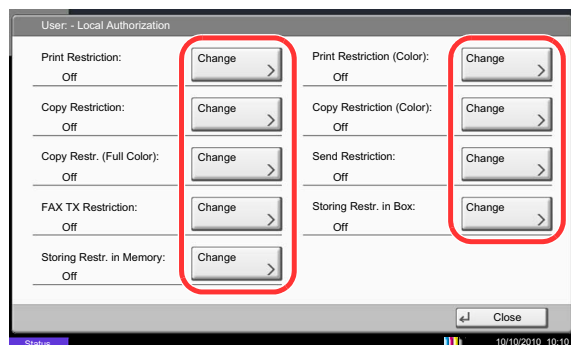 User: - Local Authorization
Print Restriction:
Off
Change
Print Restriction (Color):
Off
Change
Copy Restriction:
Off
Change
Copy Restriction (Color):
Off
Change
Copy Restr. (Full Color):
Off
Change
Send Restriction:
Off
Change
FAX TX Restriction:
Off
Change
Storing Restr. in Box:
Off
Change
Storing Restr. in Memory:
Off
Change
Close
Status
10/10/2010 10:10